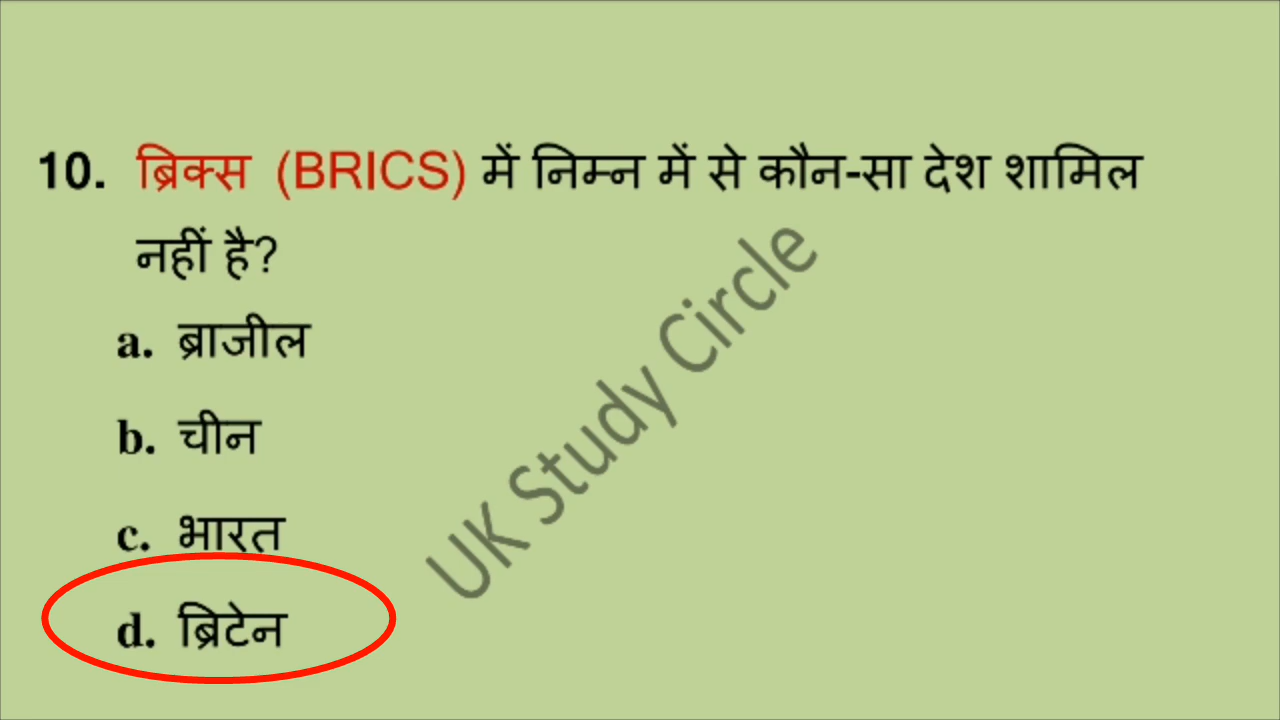 10. ब्रिक्स (BRICS) में निम्न में से कौन-सा देश शामिल
नहीं है?
a. ब्राजील
b. चीन
c. भारत
d. ब्रिटेन
UK Study Circle